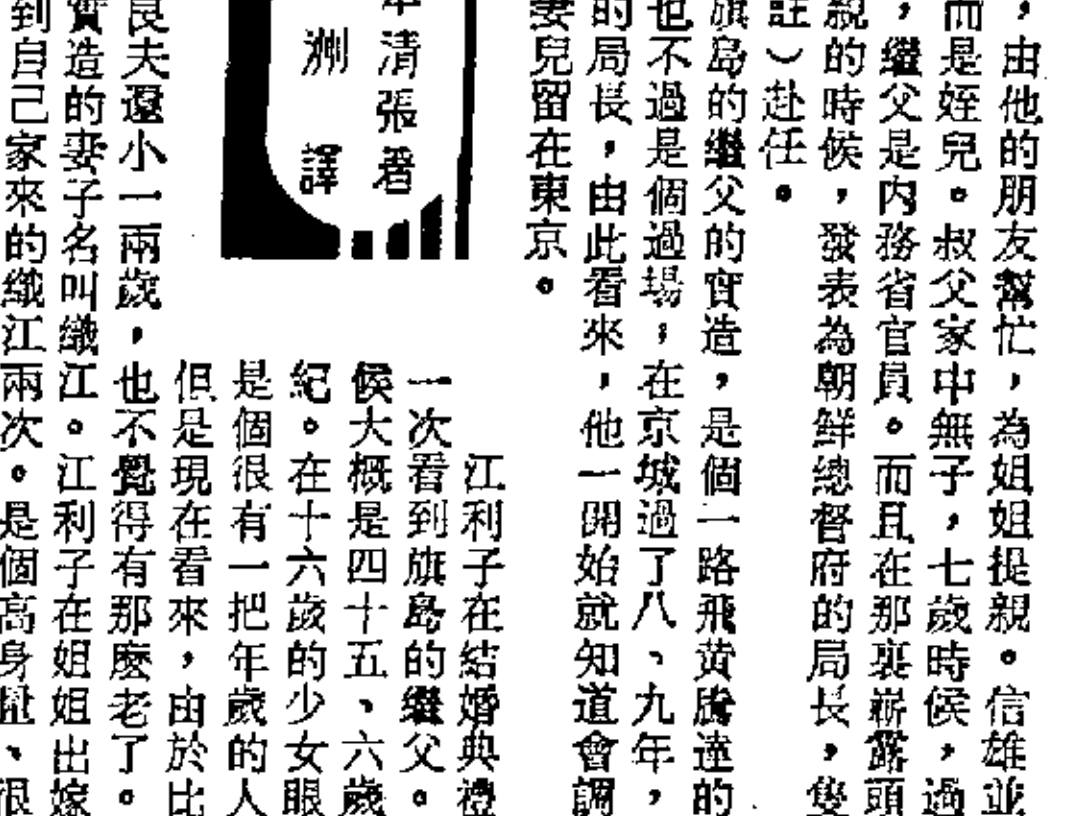 ，由他的朋友幫忙，為姐姐提親。信雄並
而是姪兒。叔父家中無子，七歲時候，過
，繼父是内務省官員。而且在那裏嶄露頭
親的時候，發表為朝鮮總督府的局長，隻
註）赴任。
旗島的繼父的實造，是個一路飛黄騰達的
也不過是個過場，在京城過了八、九年，
的局長，由此看來，他一開始就知道會調
妻兒留在東京。
清張著
洲譯
江利子在結婚典禮
一次看到旗島的繼父。
候大概是四十五、六歲
紀。在十六歲的少女眼
是個很有一把年歲的人
但是現在看來，由於比
良夫還小一兩歲，也不覺得有那麽老了。
實造的妻子名叫織江。江利子在姐姐出嫁
到自己家來的織江兩次。是個高身量、很